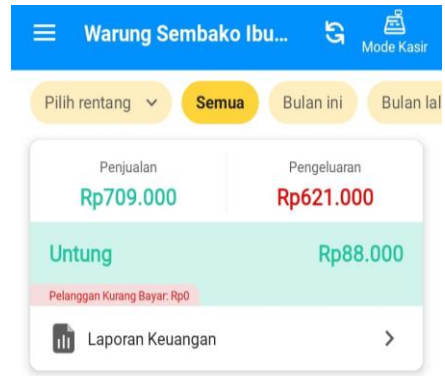 Warung Sembako Ibu...
Mode Kasir
Pilih rentang
Semua
Bulan ini
Bulan lal
Penjualan
Pengeluaran
Rp709.000
Rp621.000
Untung
Rp88.000
Pelanggan Kurang Bayar: Rp0
Laporan Keuangan